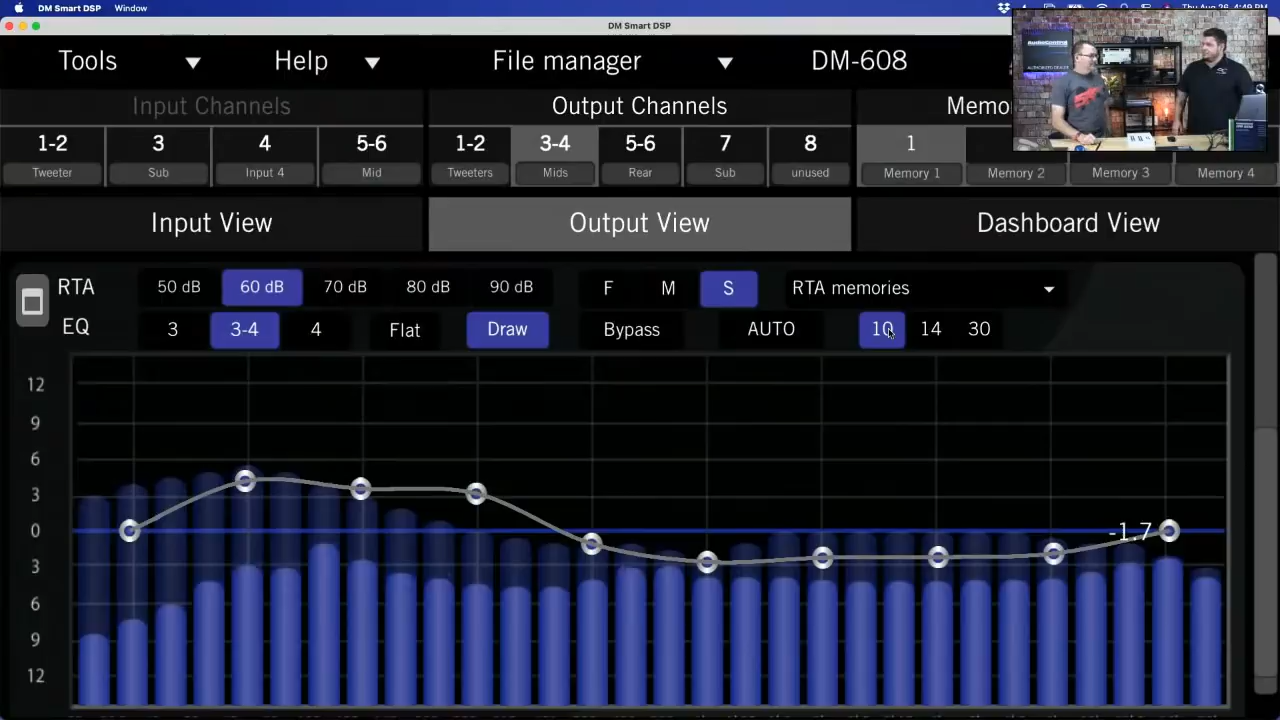 DM Smart DSP Window
DM Smart DSP
Tools Help File manager DM-608
Input Channels Output Channels
1-2 3 4 5-6 1-2 3-4 5-6 7 8 1
Tweeter Sub Input 4 Mid Tweeters Mids Rear Sub unused Memory 1 Memory 2 Memory 3 Memory 4
Input View Output View Dashboard View
RTA 50 dB 60 dB 70 dB 80 dB 90 dB F M S RTA memories
EQ 3 3-4 4 Flat Draw Bypass AUTO 10 14 30
12
9
6
3
0 -1.7
3
6
9
12